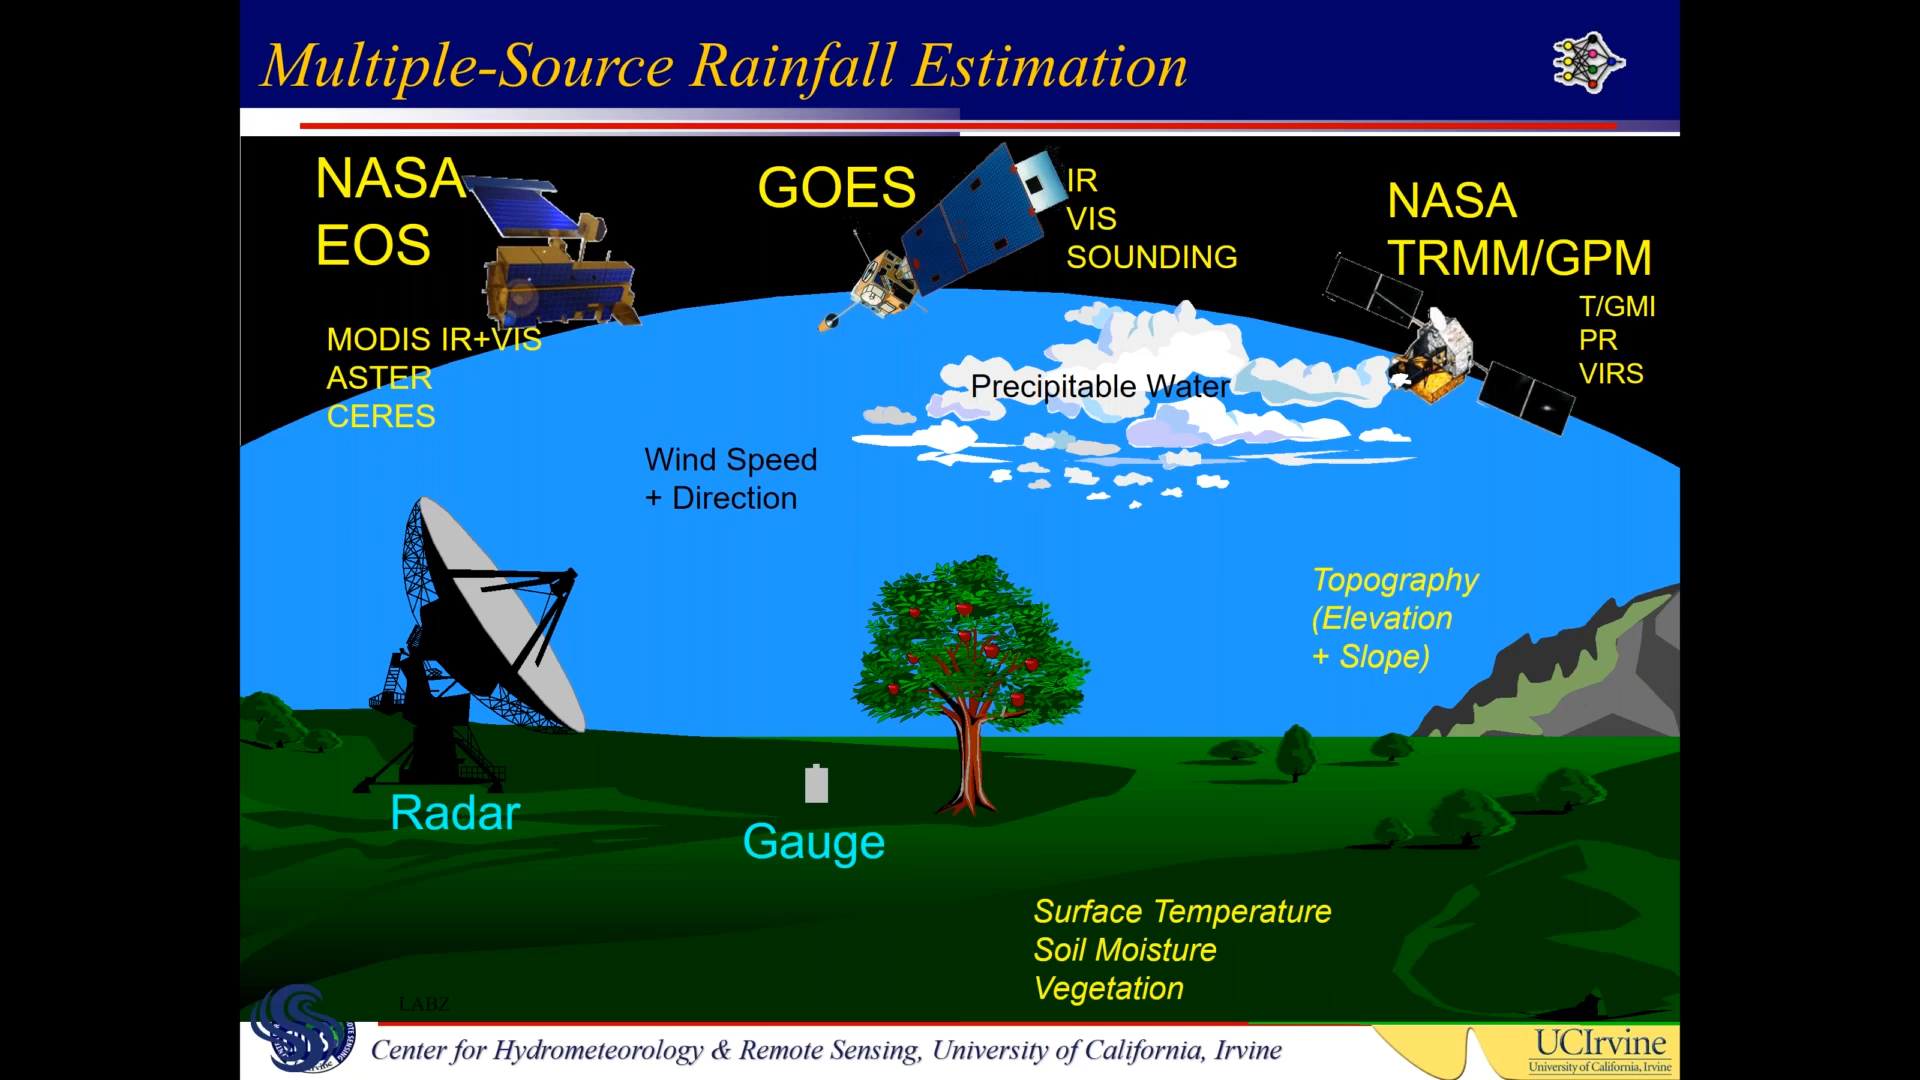 Multiple-Source Rainfall Estimation
NASA
EOS
MODIS IR+VIS
ASTER
CERES
GOES
IR
VIS
SOUNDING
NASA
TRMM/GPM
T/GMI
PR
VIRS
Precipitable Water
Wind Speed
+ Direction
Topography
(Elevation
+ Slope)
Radar
Gauge
Surface Temperature
Soil Moisture
Vegetation
LABZ
Center for Hydrometeorology & Remote Sensing, University of California, Irvine
UCIrvine
University of California, Irvine